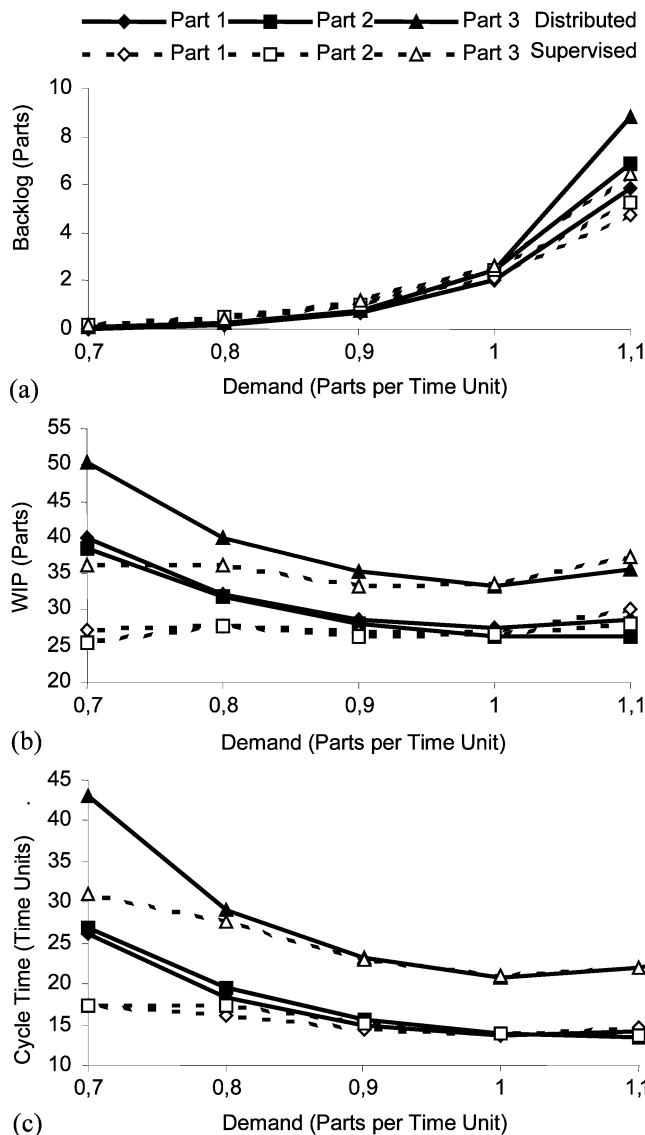 Part 1 Part 2 Part 3 Distributed
Part 1 Part 2 Part 3 Supervised
10
8
6
4
2
0
Backlog (Parts)
0,7 0,8 0,9 1 1,1
(a) Demand (Parts per Time Unit)
55
50
45
40
35
30
25
20
WIP (Parts)
0,7 0,8 0,9 1 1,1
(b) Demand (Parts per Time Unit)
45
40
35
30
25
20
15
10
Cycle Time (Time Units)
0,7 0,8 0,9 1 1,1
(c) Demand (Parts per Time Unit)